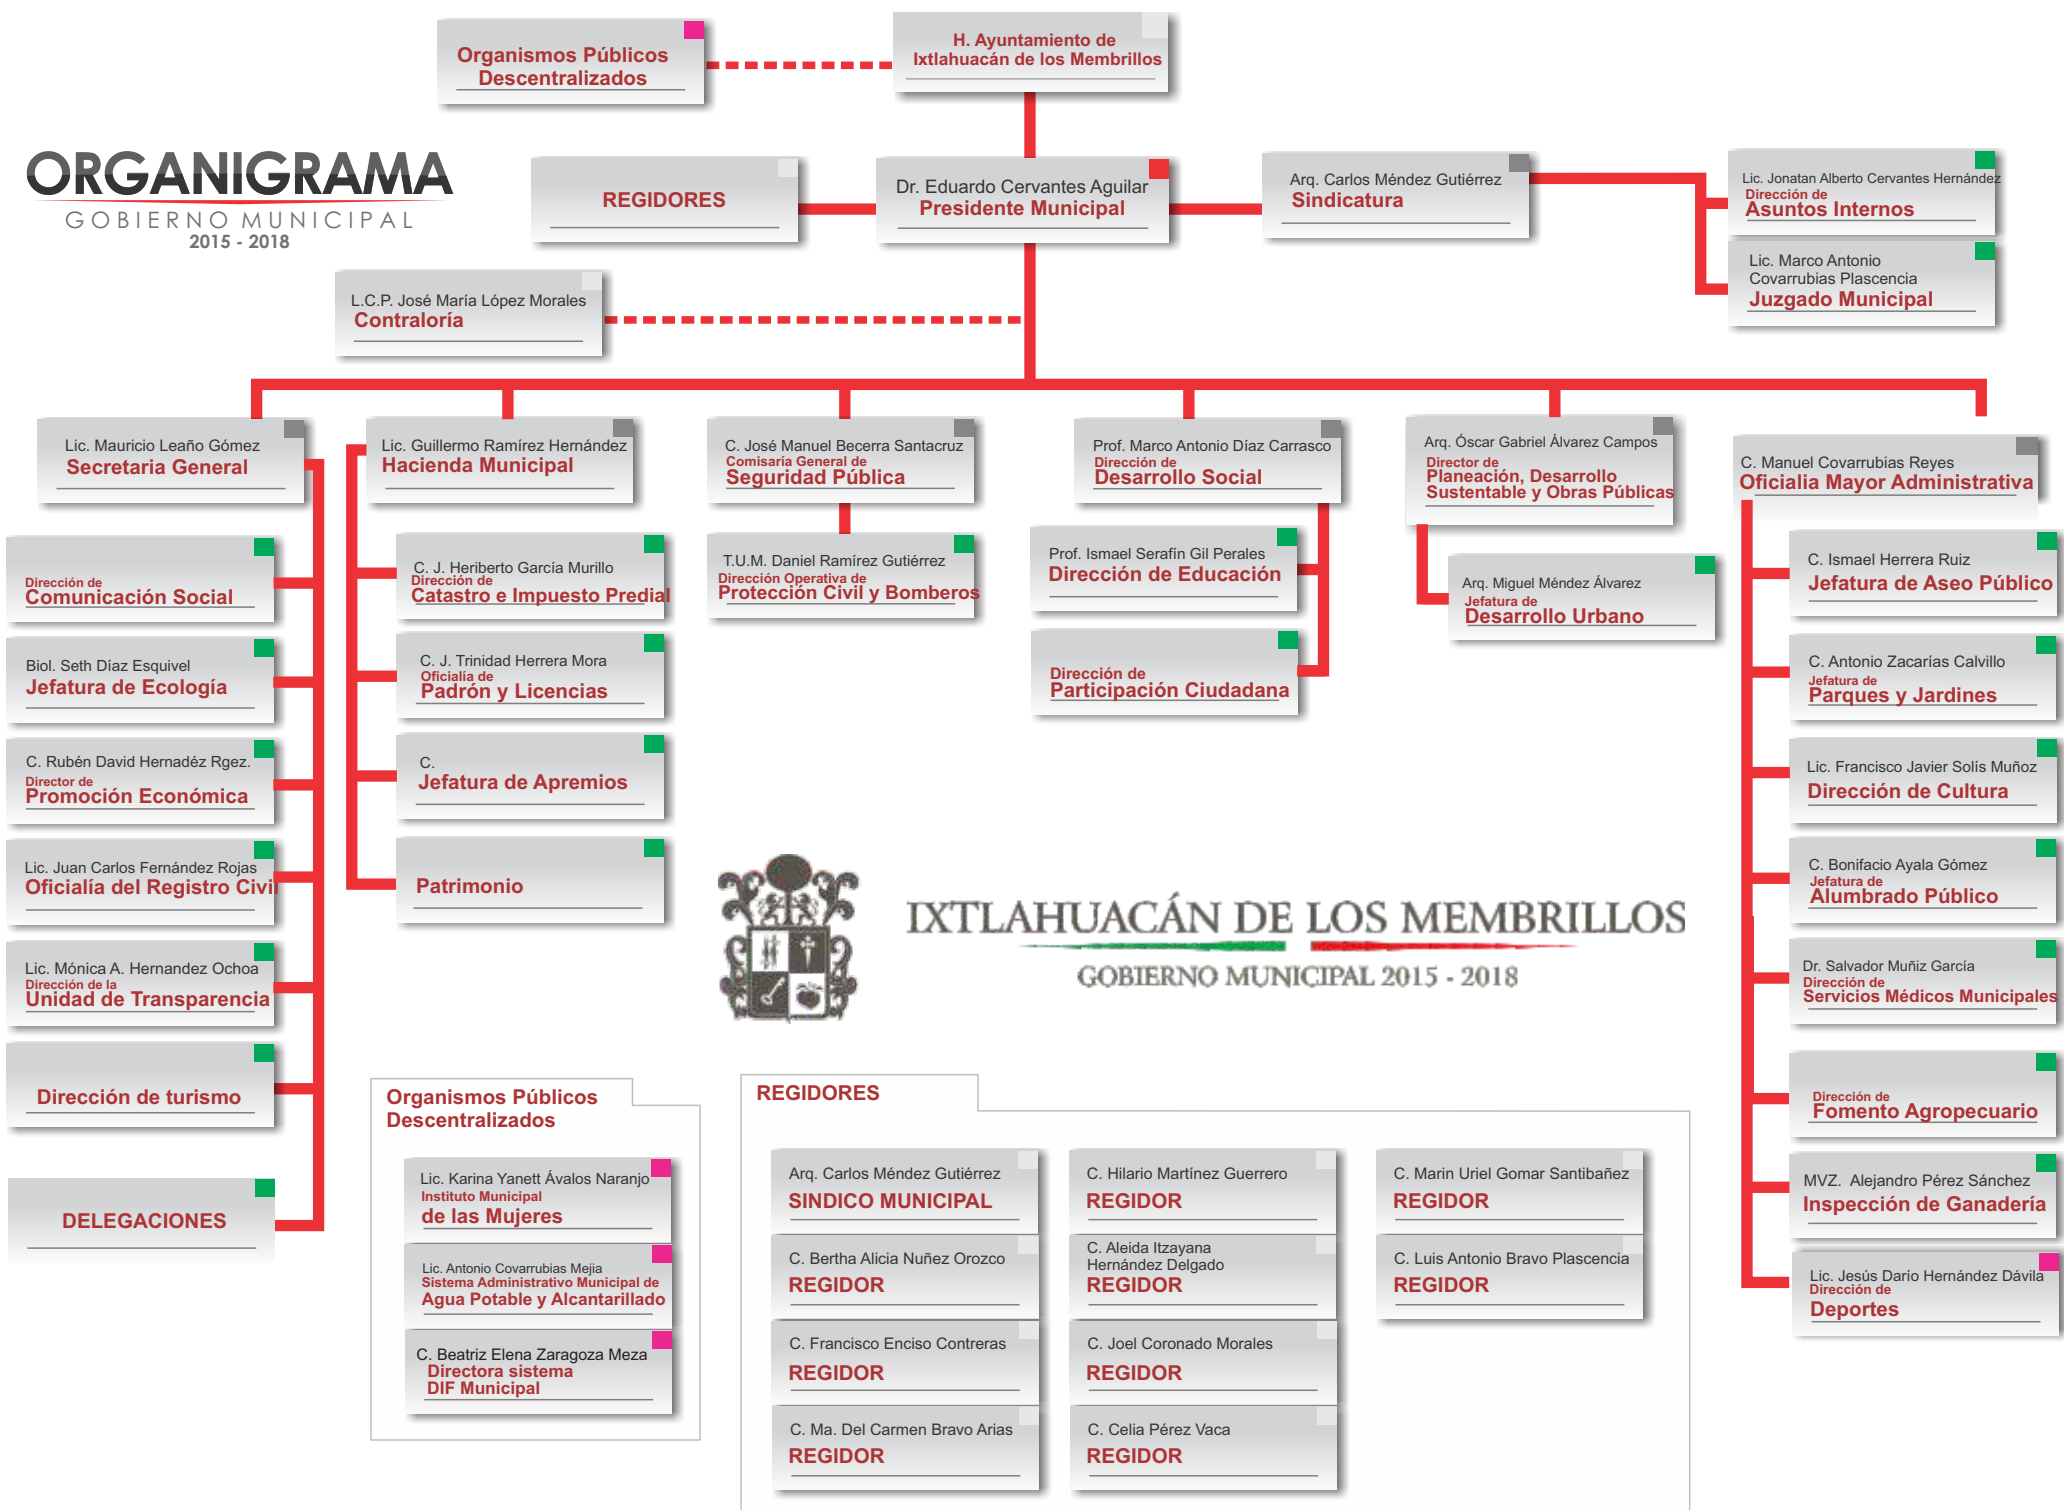 Organismos Públicos
Descentralizados
H. Ayuntamiento de
Ixtlahuacán de los Membrillos
ORGANIGRAMA
GOBIERNO MUNICIPAL
2015 - 2018
REGIDORES
Dr. Eduardo Cervantes Aguilar
Presidente Municipal
Arq. Carlos Méndez Gutiérrez
Sindicatura
Lic. Jonatan Alberto Cervantes Hernández
Dirección de
Asuntos Internos
Lic. Marco Antonio
Covarrubias Plascencia
Juzgado Municipal
L.C.P. José María López Morales
Contraloría
Lic. Mauricio Leaño Gómez
Secretaria General
Lic. Guillermo Ramírez Hernández
Hacienda Municipal
C. José Manuel Becerra Santacruz
Comisaría General de
Seguridad Pública
Prof. Marco Antonio Díaz Carrasco
Dirección de
Desarrollo Social
Arq. Óscar Gabriel Álvarez Campos
Director de
Planeación, Desarrollo
Sustentable y Obras Públicas
C. Manuel Covarrubias Reyes
Oficialia Mayor Administrativa
Dirección de
Comunicación Social
Biol. Seth Díaz Esquivel
Jefatura de Ecología
C. Rubén David Hernadéz Rgez.
Director de
Promoción Económica
Lic. Juan Carlos Fernández Rojas
Oficialía del Registro Civil
Lic. Mónica A. Hernandez Ochoa
Dirección de la
Unidad de Transparencia
Dirección de turismo
DELEGACIONES
C. J. Heriberto García Murillo
Dirección de
Catastro e Impuesto Predial
C. J. Trinidad Herrera Mora
Oficialía de
Padrón y Licencias
C.
Jefatura de Apremios
Patrimonio
T.U.M. Daniel Ramírez Gutiérrez
Dirección Operativa de
Protección Civil y Bomberos
Prof. Ismael Serafín Gil Perales
Dirección de Educación
Dirección de
Participación Ciudadana
Arq. Miguel Méndez Álvarez
Jefatura de
Desarrollo Urbano
C. Ismael Herrera Ruiz
Jefatura de Aseo Público
C. Antonio Zacarías Calvillo
Jefatura de
Parques y Jardines
Lic. Francisco Javier Solís Muñoz
Dirección de Cultura
C. Bonifacio Ayala Gómez
Jefatura de
Alumbrado Público
Dr. Salvador Muñiz García
Dirección de
Servicios Médicos Municipales
Dirección de
Fomento Agropecuario
MVZ. Alejandro Pérez Sánchez
Inspección de Ganadería
Lic. Jesús Darío Hernández Dávila
Dirección de
Deportes
IXTLAHUACÁN DE LOS MEMBRILLOS
GOBIERNO MUNICIPAL 2015 - 2018
Organismos Públicos
Descentralizados
Lic. Karina Yanett Ávalos Naranjo
Instituto Municipal
de las Mujeres
Lic. Antonio Covarrubias Mejia
Sistema Administrativo Municipal de
Agua Potable y Alcantarillado
C. Beatriz Elena Zaragoza Meza
Directora sistema
DIF Municipal
REGIDORES
Arq. Carlos Méndez Gutiérrez
SINDICO MUNICIPAL
C. Hilario Martínez Guerrero
REGIDOR
C. Marin Uriel Gomar Santibañez
REGIDOR
C. Bertha Alicia Nuñez Orozco
REGIDOR
C. Aleida Itzayana
Hernández Delgado
REGIDOR
C. Luis Antonio Bravo Plascencia
REGIDOR
C. Francisco Enciso Contreras
REGIDOR
C. Joel Coronado Morales
REGIDOR
C. Ma. Del Carmen Bravo Arias
REGIDOR
C. Celia Pérez Vaca
REGIDOR